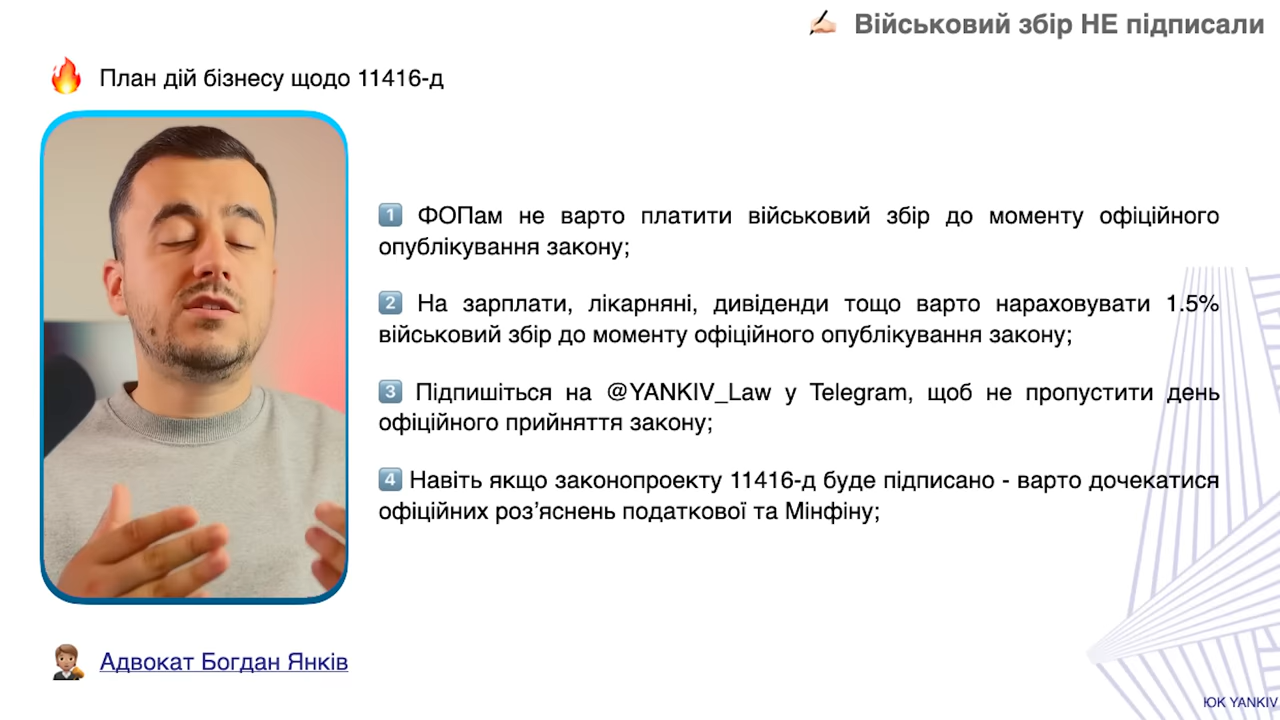 ✍🏻 Військовий збір НЕ підписали
🔥 План дій бізнесу щодо 11416-д
1️⃣ ФОПам не варто платити військовий збір до моменту офіційного
опублікування закону;
2️⃣ На зарплати, лікарняні, дивіденди тощо варто нараховувати 1.5%
військовий збір до моменту офіційного опублікування закону;
3️⃣ Підпишіться на @YANKIV_Law у Telegram, щоб не пропустити день
офіційного прийняття закону;
4️⃣ Навіть якщо законопроекту 11416-д буде підписано - варто дочекатися
офіційних роз’яснень податкової та Мінфіну;
Адвокат Богдан Янків
ЮК YANKIV